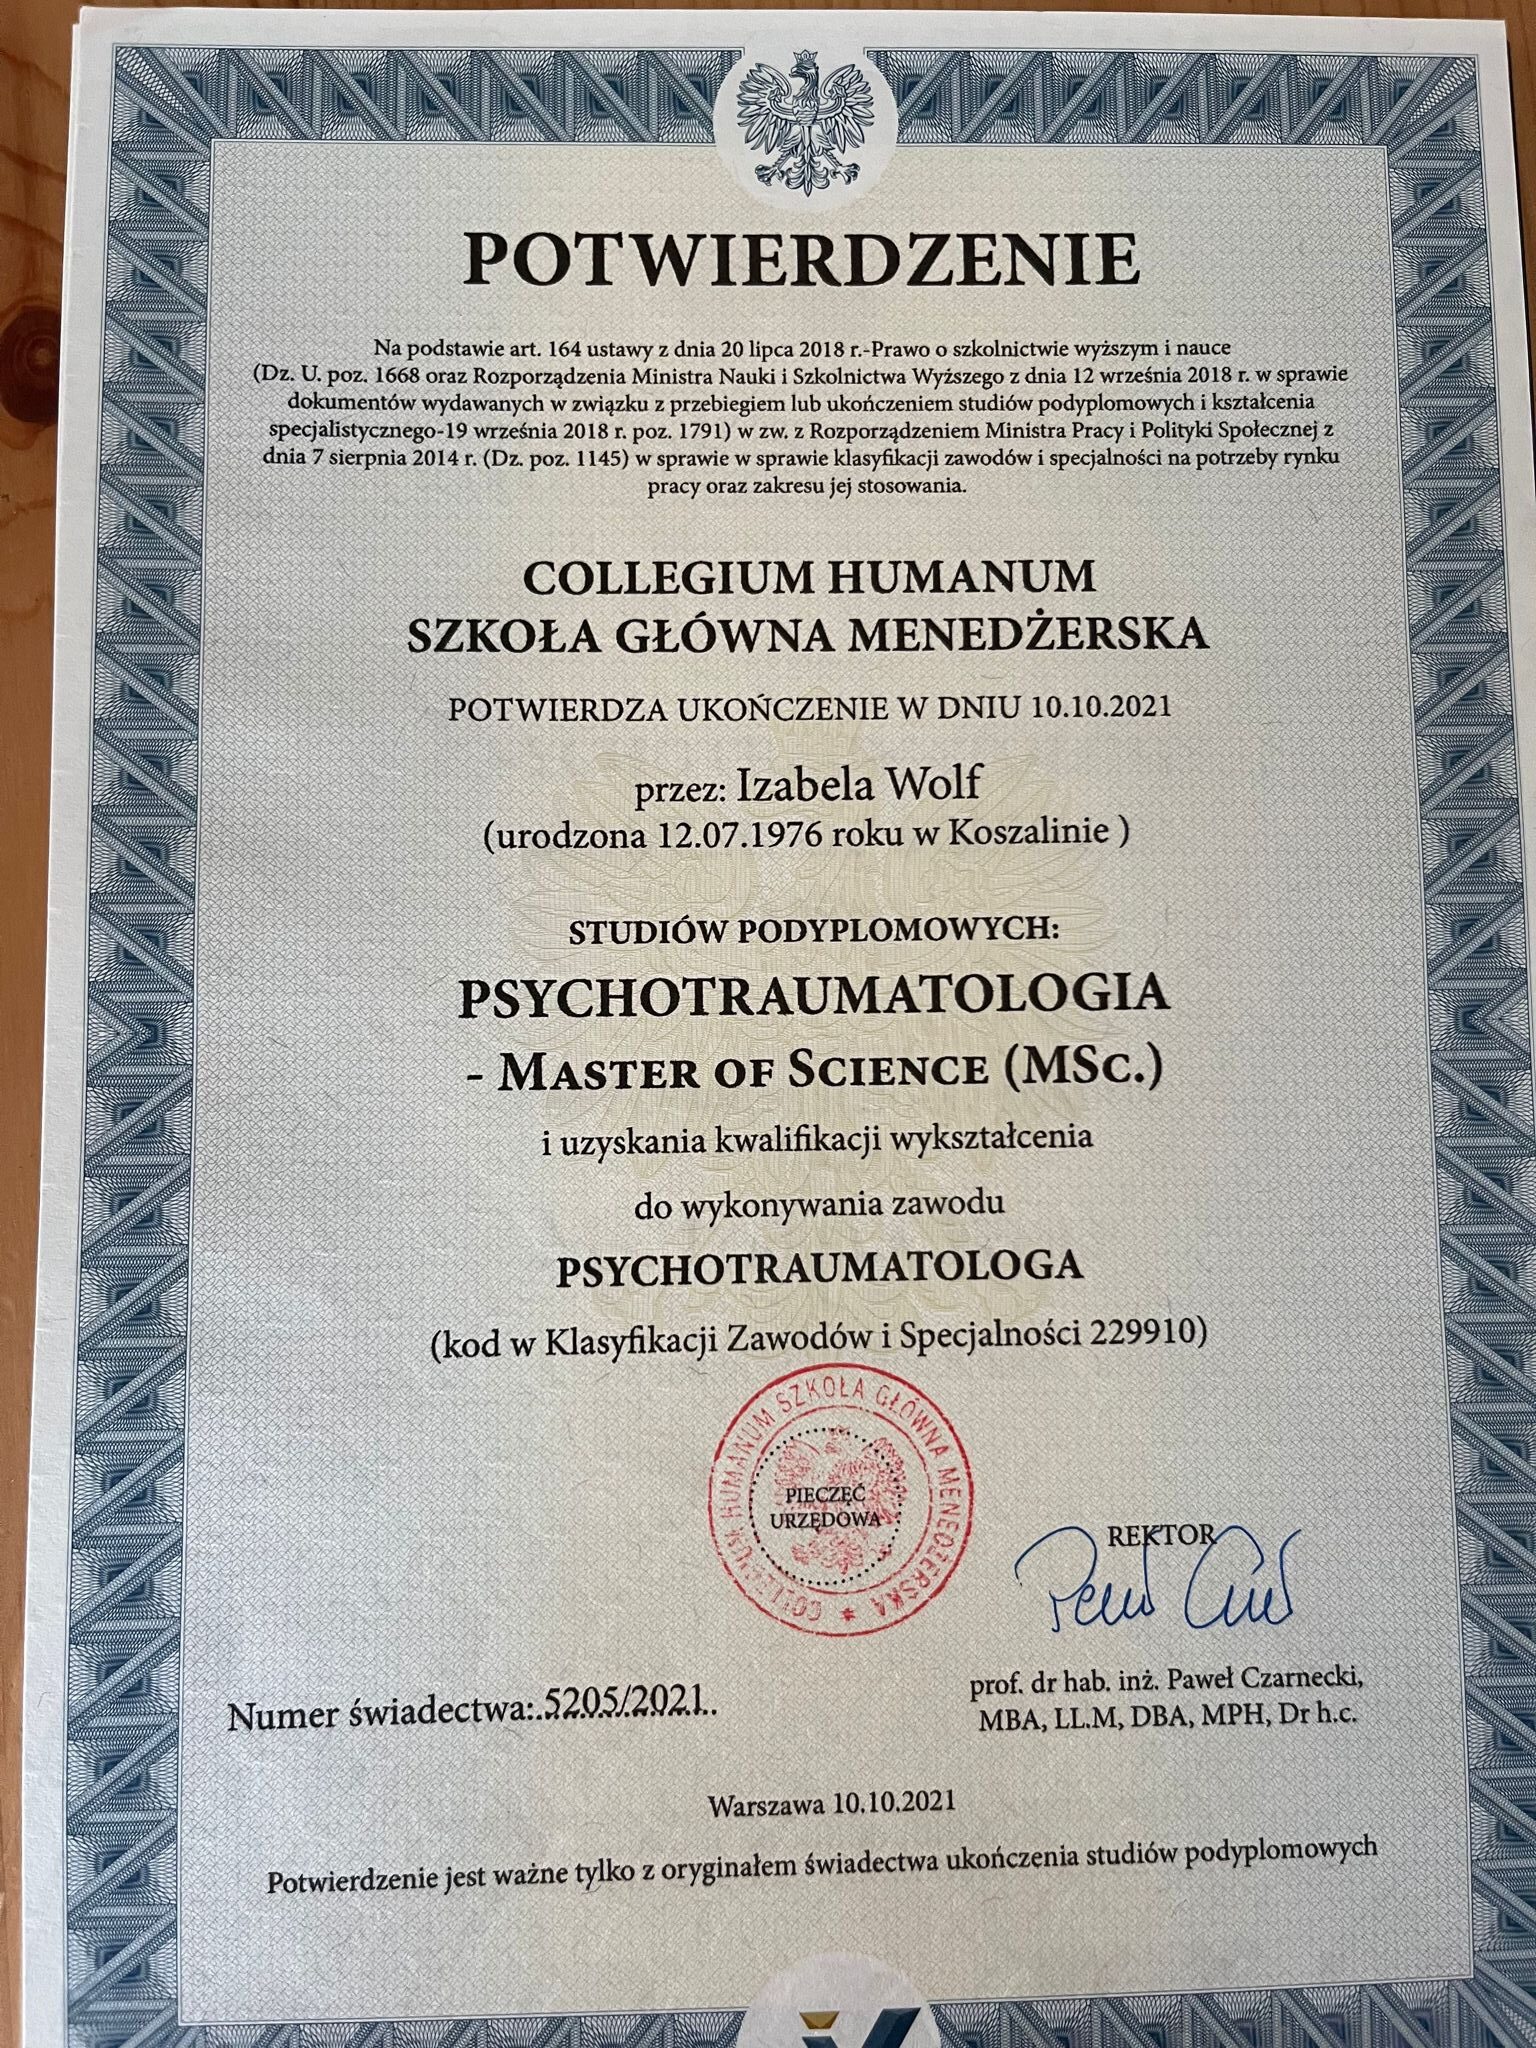 POTWIERDZENIE
Na podstawie art. 164 ustawy z dnia 20 lipca 2018 r.-Prawo o szkolnictwie wyższym i nauce
(Dz. U. poz. 1668 oraz Rozporządzenia Ministra Nauki i Szkolnictwa Wyższego z dnia 12 września 2018 r. w sprawie
dokumentów wydawanych w związku z przebiegiem lub ukończeniem studiów podyplomowych i kształcenia
specjalistycznego-19 września 2018 r. poz. 1791) w zw. z Rozporządzeniem Ministra Pracy i Polityki Społecznej z
dnia 7 sierpnia 2014 r. (Dz. poz. 1145) w sprawie w sprawie klasyfikacji zawodów i specjalności na potrzeby rynku
pracy oraz zakresu jej stosowania.
COLLEGIUM HUMANUM
SZKOŁA GŁÓWNA MENEDŻERSKA
POTWIERDZA UKOŃCZENIE W DNIU 10.10.2021
przez: Izabela Wolf
(urodzona 12.07.1976 roku w Koszalinie )
STUDIÓW PODYPLOMOWYCH:
PSYCHOTRAUMATOLOGIA
- MASTER OF SCIENCE (MSC.)
i uzyskania kwalifikacji wykształcenia
do wykonywania zawodu
PSYCHOTRAUMATOLOGA
(kod w Klasyfikacji Zawodów i Specjalności 229910)
COLLEGIUM HUMANUM SZKOŁA GŁÓWNA MENEDŻERSKA
PIECZĘĆ
URZĘDOWA
REKTOR
prof. dr hab. inż. Paweł Czarnecki,
MBA, LL.M, DBA, MPH, Dr h.c.
Numer świadectwa:.5205/2021.
Warszawa 10.10.2021
Potwierdzenie jest ważne tylko z oryginałem świadectwa ukończenia studiów podyplomowych